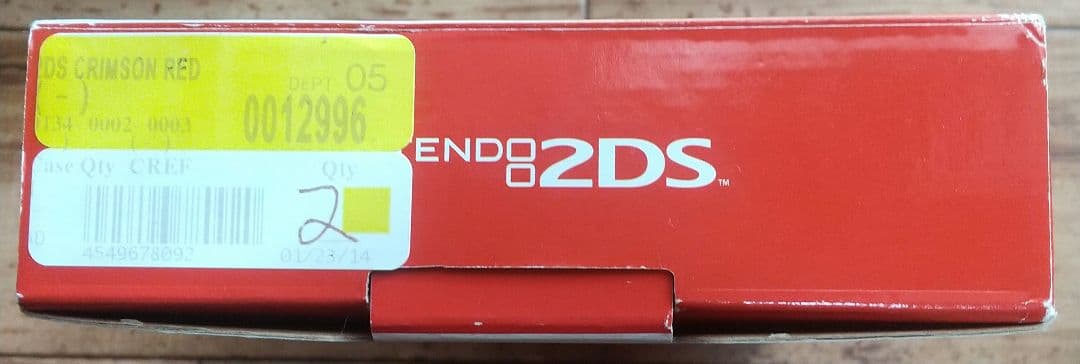 DS CRIMSON RED
DEPT 05
- )
134 0002 0003
0012996
ase Qty CREF
Qty
2
4549678092
01/23/14
ENDO 2DS™